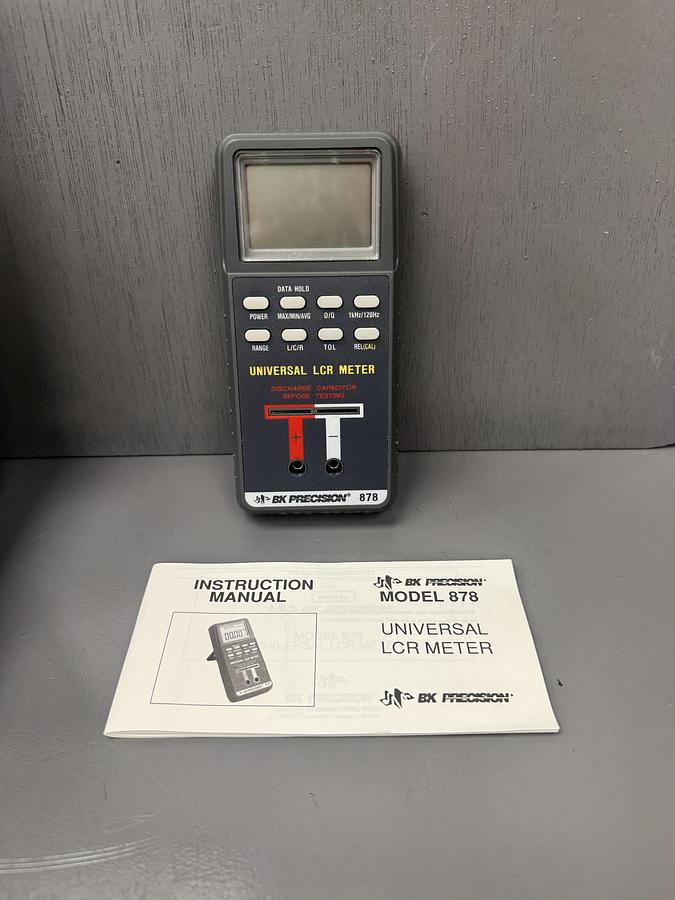 DATA HOLD
POWER MAX/MIN/AVG D/Q 1kHz/120Hz
RANGE L/C/R TOL REL(CAL)
UNIVERSAL LCR METER
DISCHARGE CAPACITOR
BEFORE TESTING
+ −
BK PRECISION® 878
INSTRUCTION
MANUAL
BK PRECISION®
MODEL 878
UNIVERSAL
LCR METER
BK PRECISION®